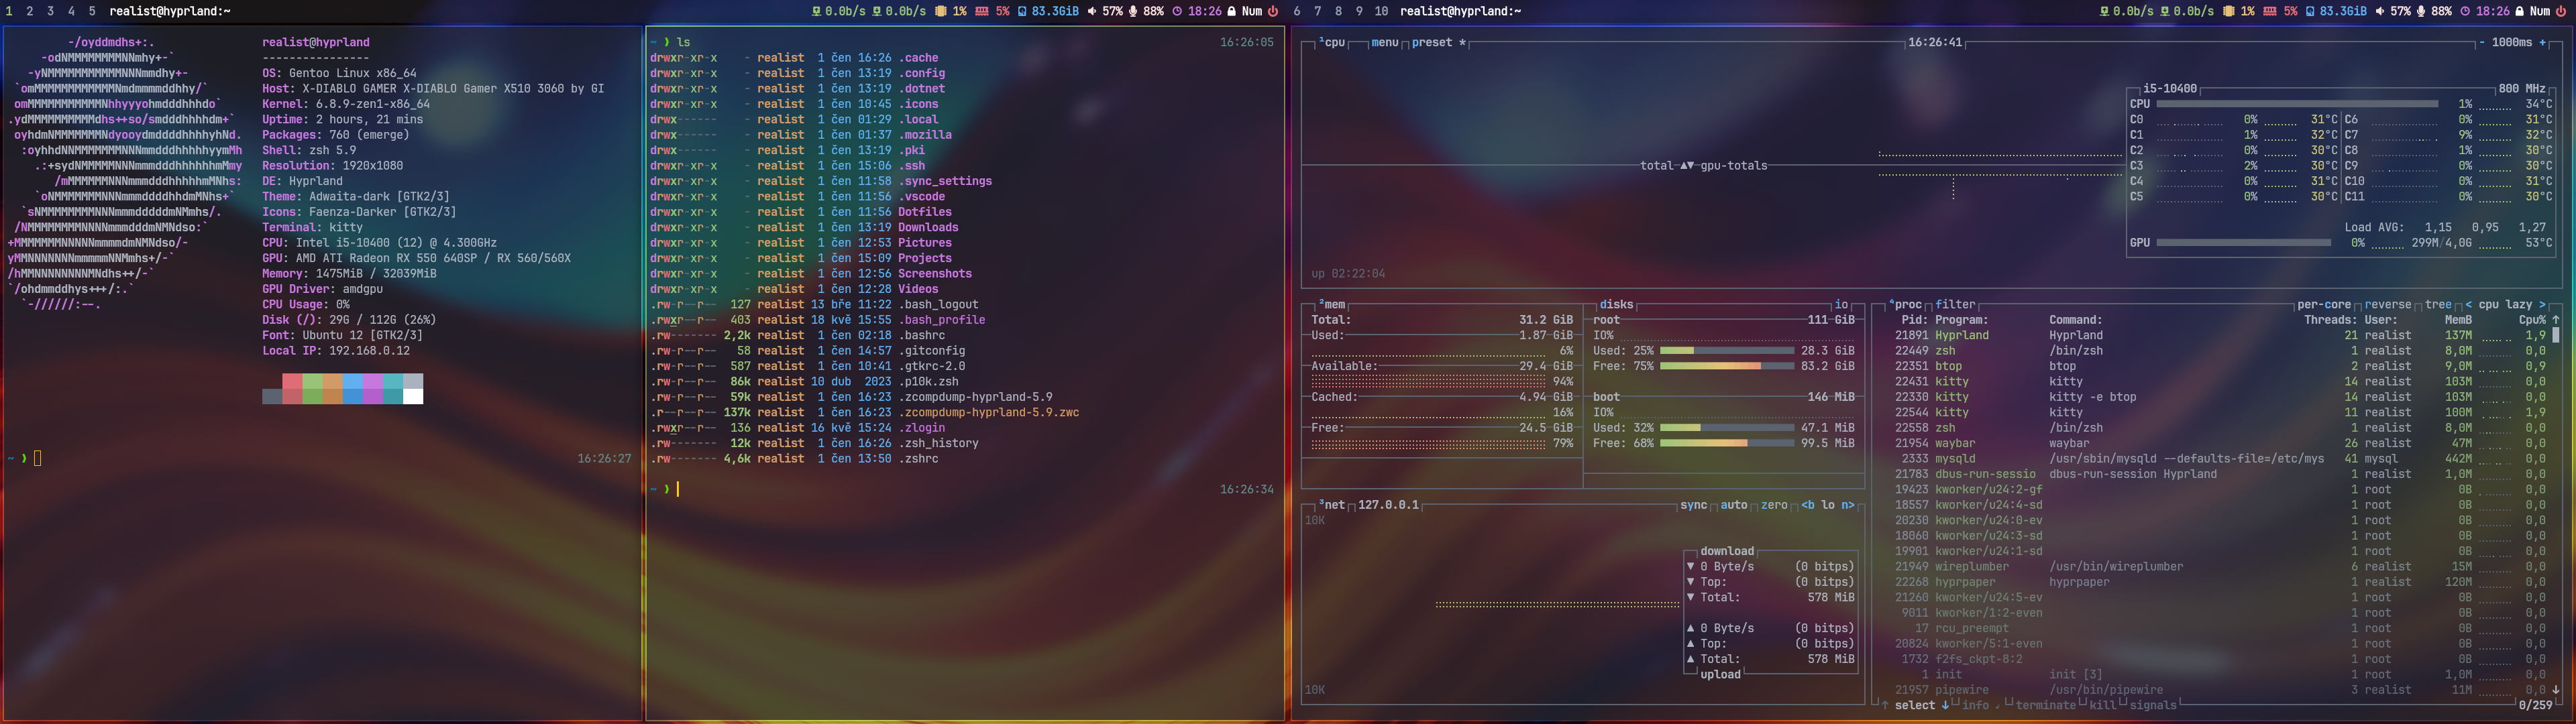 1 2 3 4 5 realist@hyprland:~
0.0b/s 0.0b/s 1% 5% 83.3GiB 57% 88% 18:26 Num
6 7 8 9 10 realist@hyprland:~
0.0b/s 0.0b/s 1% 5% 83.3GiB 57% 88% 18:26 Num
realist@hyprland
---------------
OS: Gentoo Linux x86_64
Host: X-DIABLO GAMER X-DIABLO Gamer X510 3060 by GI
Kernel: 6.8.9-zen1-x86_64
Uptime: 2 hours, 21 mins
Packages: 760 (emerge)
Shell: zsh 5.9
Resolution: 1920x1080
DE: Hyprland
Theme: Adwaita-dark [GTK2/3]
Icons: Faenza-Darker [GTK2/3]
Terminal: kitty
CPU: Intel i5-10400 (12) @ 4.300GHz
GPU: AMD ATI Radeon RX 550 640SP / RX 560/560X
Memory: 1475MiB / 32039MiB
GPU Driver: amdgpu
CPU Usage: 0%
Disk (/): 29G / 112G (26%)
Font: Ubuntu 12 [GTK2/3]
Local IP: 192.168.0.12
~ ❯ 16:26:27
~ ❯ ls 16:26:05
drwxr-xr-x - realist 1 čen 16:26 .cache
drwxr-xr-x - realist 1 čen 13:19 .config
drwxr-xr-x - realist 1 čen 13:19 .dotnet
drwxr-xr-x - realist 1 čen 10:45 .icons
drwx------ - realist 1 čen 01:29 .local
drwx------ - realist 1 čen 01:37 .mozilla
drwx------ - realist 1 čen 13:19 .pki
drwxr-xr-x - realist 1 čen 15:06 .ssh
drwxr-xr-x - realist 1 čen 11:58 .sync_settings
drwxr-xr-x - realist 1 čen 11:56 .vscode
drwxr-xr-x - realist 1 čen 11:56 Dotfiles
drwxr-xr-x - realist 1 čen 13:19 Downloads
drwxr-xr-x - realist 1 čen 12:53 Pictures
drwxr-xr-x - realist 1 čen 15:09 Projects
drwxr-xr-x - realist 1 čen 12:56 Screenshots
drwxr-xr-x - realist 1 čen 12:28 Videos
.rw-r--r-- 127 realist 13 bře 11:22 .bash_logout
.rwxr--r-- 403 realist 18 kvě 15:55 .bash_profile
.rw------- 2,2k realist 1 čen 02:18 .bashrc
.rw-r--r-- 58 realist 1 čen 14:57 .gitconfig
.rw-r--r-- 587 realist 1 čen 10:41 .gtkrc-2.0
.rw-r--r-- 86k realist 10 dub 2023 .p10k.zsh
.rw-r--r-- 59k realist 1 čen 16:23 .zcompdump-hyprland-5.9
.r--r--r-- 137k realist 1 čen 16:23 .zcompdump-hyprland-5.9.zwc
.rwxr--r-- 136 realist 16 kvě 15:24 .zlogin
.rw------- 12k realist 1 čen 16:26 .zsh_history
.rw------- 4,6k realist 1 čen 13:50 .zshrc
~ ❯ 16:26:34
¹cpu menu preset * 16:26:41 - 1000ms +
i5-10400 800 MHz
CPU 1% 34°C
C0 0% 31°C C6 0% 31°C
C1 1% 32°C C7 9% 32°C
C2 0% 30°C C8 1% 30°C
total ▲▼ gpu-totals
C3 2% 30°C C9 0% 30°C
C4 0% 31°C C10 0% 31°C
C5 0% 30°C C11 0% 30°C
Load AVG: 1,15 0,95 1,27
GPU 0% 299M/4,0G 53°C
up 02:22:04
²mem
Total: 31.2 GiB
Used: 1.87 GiB
6%
Available: 29.4 GiB
94%
Cached: 4.94 GiB
16%
Free: 24.5 GiB
79%
disks io
root 111 GiB
IO%
Used: 25% 28.3 GiB
Free: 75% 83.2 GiB
boot 146 MiB
IO%
Used: 32% 47.1 MiB
Free: 68% 99.5 MiB
³net 127.0.0.1 sync auto zero <b lo n>
10K
download
▼ 0 Byte/s (0 bitps)
▼ Top: (0 bitps)
▼ Total: 578 MiB
▲ 0 Byte/s (0 bitps)
▲ Top: (0 bitps)
▲ Total: 578 MiB
upload
10K
⁴proc filter per-core reverse tree < cpu lazy >
Pid: Program: Command: Threads: User: MemB Cpu% ↑
21891 Hyprland Hyprland 21 realist 137M 1,9
22449 zsh /bin/zsh 1 realist 8,0M 0,0
22351 btop btop 2 realist 9,0M 0,9
22431 kitty kitty 14 realist 103M 0,0
22330 kitty kitty -e btop 14 realist 103M 0,0
22544 kitty kitty 11 realist 100M 1,9
22558 zsh /bin/zsh 1 realist 8,0M 0,0
21954 waybar waybar 26 realist 47M 0,0
2333 mysqld /usr/sbin/mysqld --defaults-file=/etc/mys 41 mysql 442M 0,0
21783 dbus-run-sessio dbus-run-session Hyprland 1 realist 1,0M 0,0
19423 kworker/u24:2-gf 1 root 0B 0,0
18557 kworker/u24:4-sd 1 root 0B 0,0
20230 kworker/u24:0-ev 1 root 0B 0,0
18060 kworker/u24:3-sd 1 root 0B 0,0
19901 kworker/u24:1-sd 1 root 0B 0,0
21949 wireplumber /usr/bin/wireplumber 6 realist 15M 0,0
22268 hyprpaper hyprpaper 1 realist 120M 0,0
21260 kworker/u24:5-ev 1 root 0B 0,0
9011 kworker/1:2-even 1 root 0B 0,0
17 rcu_preempt 1 root 0B 0,0
20824 kworker/5:1-even 1 root 0B 0,0
1732 f2fs_ckpt-8:2 1 root 0B 0,0
1 init init [3] 1 root 1,0M 0,0
21957 pipewire /usr/bin/pipewire 3 realist 11M 0,0 ↓
↑ select ↓ info terminate kill signals 0/259